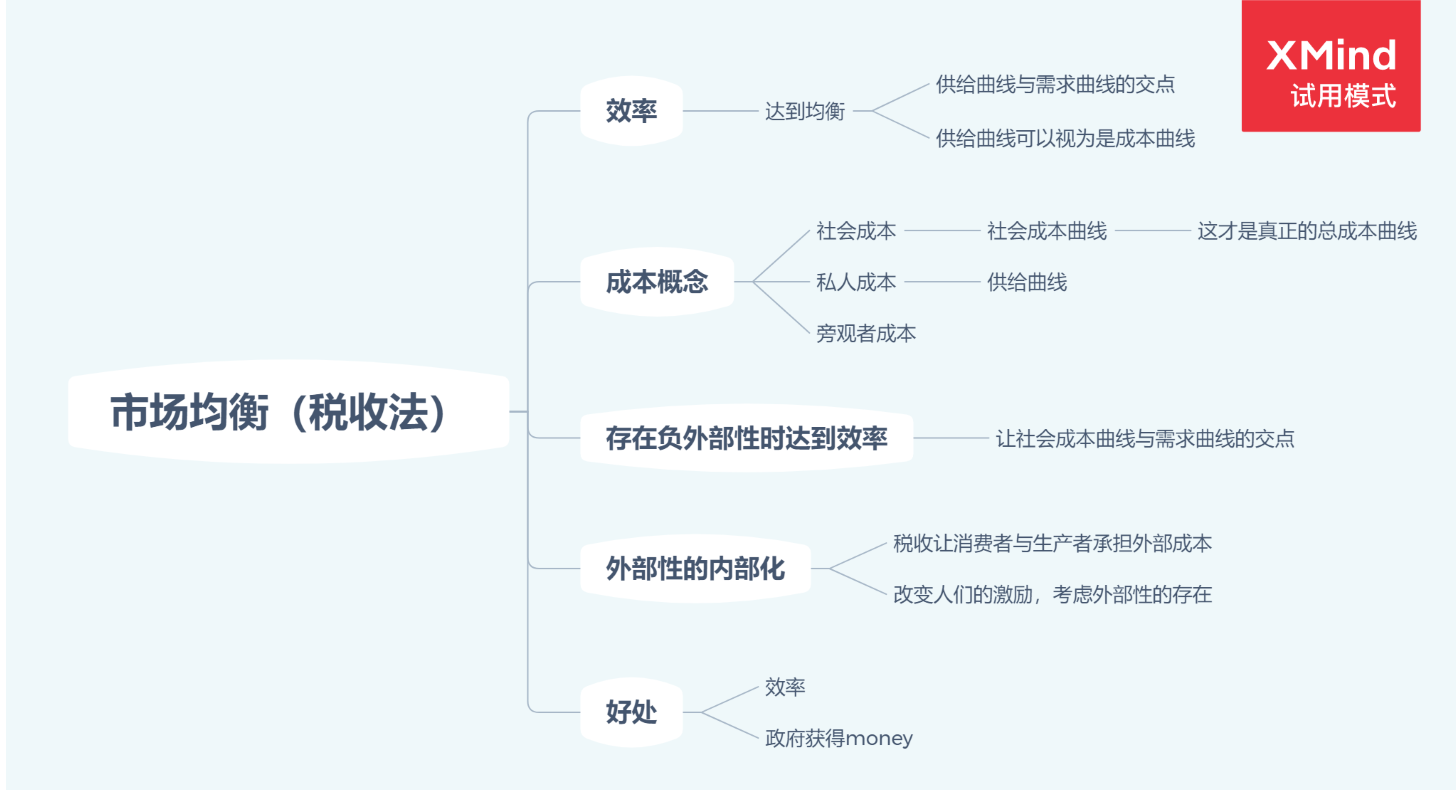 XMind
试用模式
市场均衡（税收法）
效率
达到均衡
供给曲线与需求曲线的交点
供给曲线可以视为是成本曲线
成本概念
社会成本
社会成本曲线
这才是真正的总成本曲线
私人成本
供给曲线
旁观者成本
存在负外部性时达到效率
让社会成本曲线与需求曲线的交点
外部性的内部化
税收让消费者与生产者承担外部成本
改变人们的激励，考虑外部性的存在
好处
效率
政府获得money